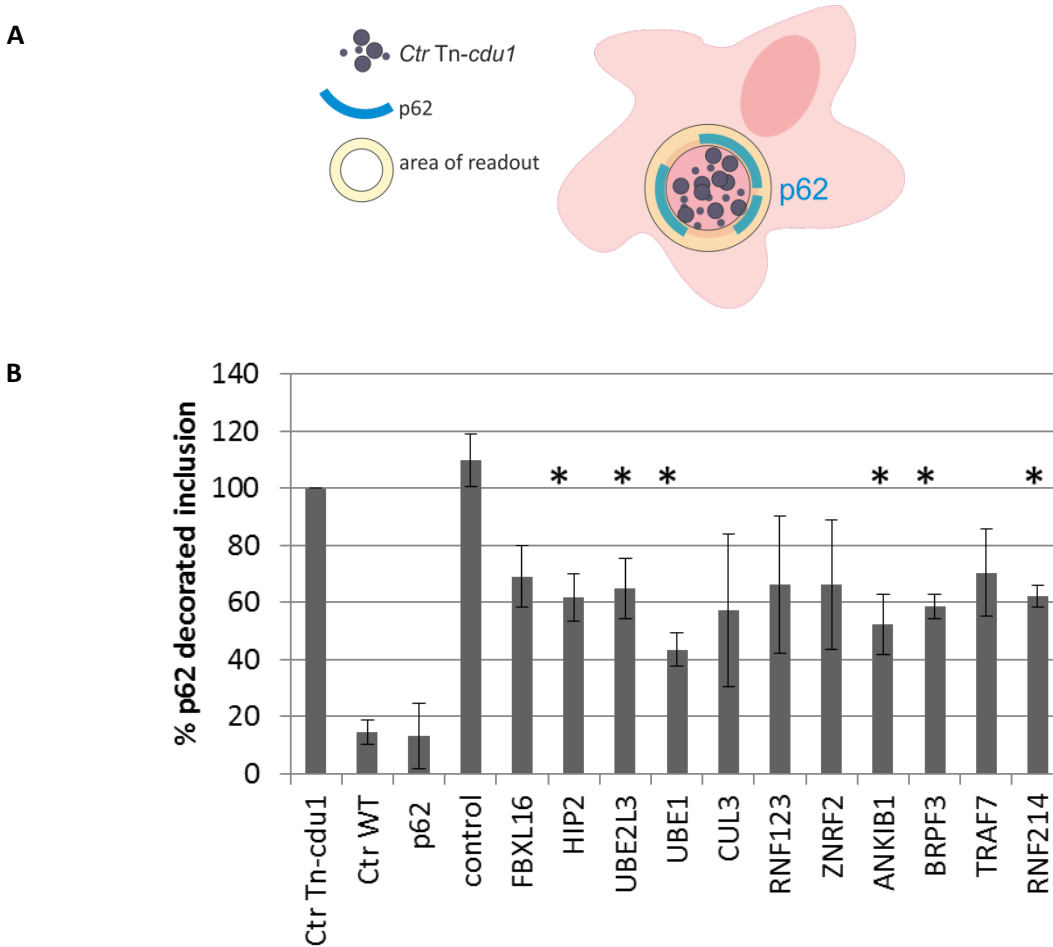 A
Ctr Tn-cdu1
p62
area of readout
p62
B
% p62 decorated inclusion
140
120
100
80
60
40
20
0
* * * * * *
Ctr Tn-cdu1
Ctr WT
p62
control
FBXL16
HIP2
UBE2L3
UBE1
CUL3
RNF123
ZNRF2
ANKIB1
BRPF3
TRAF7
RNF214